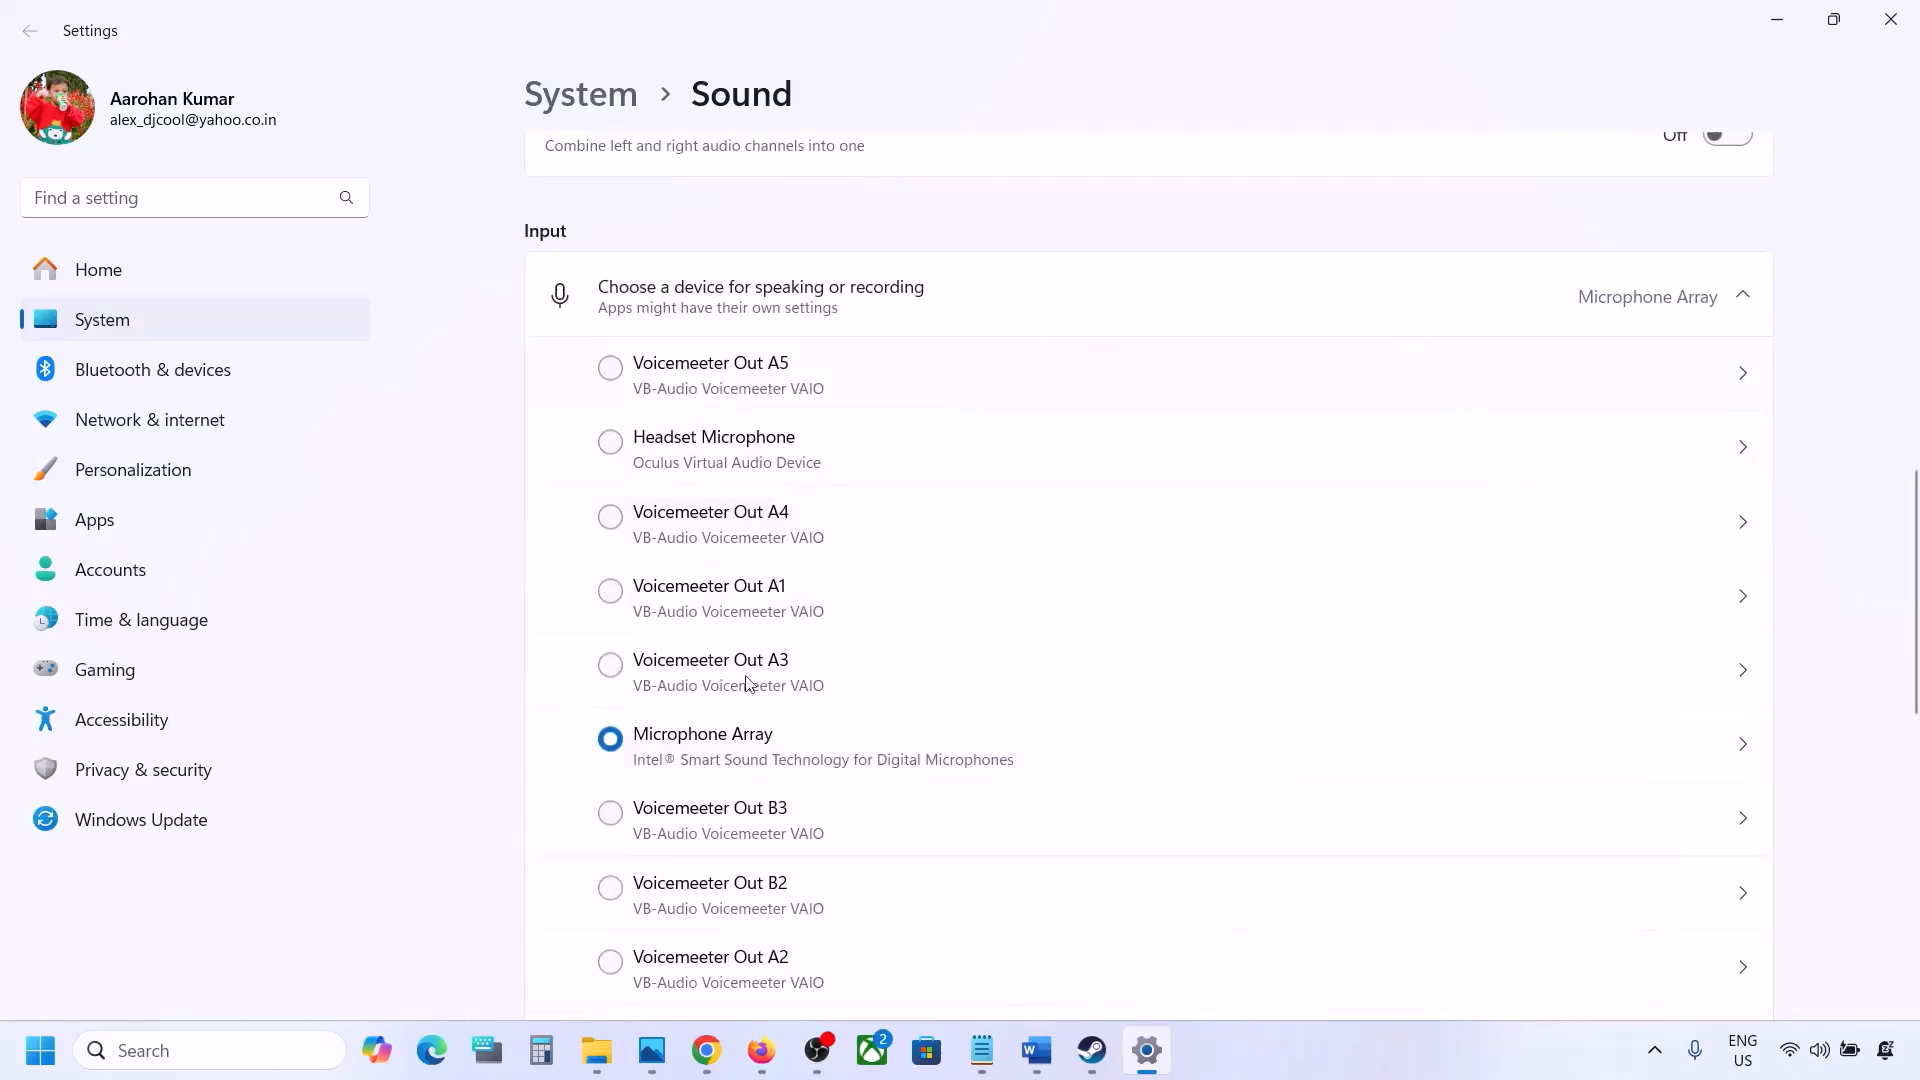 Settings
Aarohan Kumar
alex_djcool@yahoo.co.in
Find a setting
Home
System
Bluetooth & devices
Network & internet
Personalization
Apps
Accounts
Time & language
Gaming
Accessibility
Privacy & security
Windows Update
System > Sound
Combine left and right audio channels into one
Off
Input
Choose a device for speaking or recording
Apps might have their own settings
Microphone Array
Voicemeeter Out A5
VB-Audio Voicemeeter VAIO
Headset Microphone
Oculus Virtual Audio Device
Voicemeeter Out A4
VB-Audio Voicemeeter VAIO
Voicemeeter Out A1
VB-Audio Voicemeeter VAIO
Voicemeeter Out A3
VB-Audio Voicemeeter VAIO
Microphone Array
Intel® Smart Sound Technology for Digital Microphones
Voicemeeter Out B3
VB-Audio Voicemeeter VAIO
Voicemeeter Out B2
VB-Audio Voicemeeter VAIO
Voicemeeter Out A2
VB-Audio Voicemeeter VAIO
Search
2
ENG
US